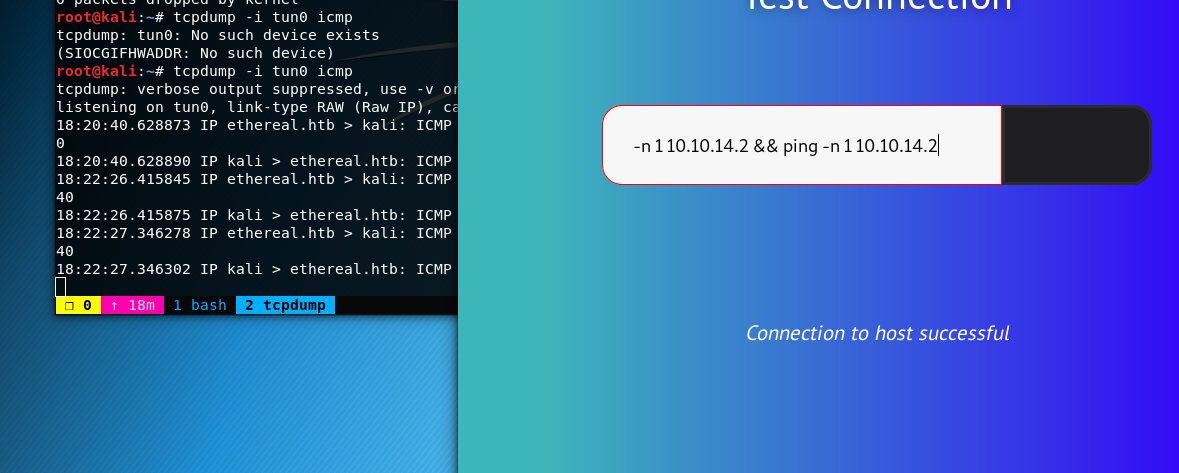 0 packets dropped by kernel
root@kali:~# tcpdump -i tun0 icmp
tcpdump: tun0: No such device exists
(SIOCGIFHWADDR: No such device)
root@kali:~# tcpdump -i tun0 icmp
tcpdump: verbose output suppressed, use -v or
listening on tun0, link-type RAW (Raw IP), ca
18:20:40.628873 IP ethereal.htb > kali: ICMP
0
18:20:40.628890 IP kali > ethereal.htb: ICMP
18:22:26.415845 IP ethereal.htb > kali: ICMP
40
18:22:26.415875 IP kali > ethereal.htb: ICMP
18:22:27.346278 IP ethereal.htb > kali: ICMP
40
18:22:27.346302 IP kali > ethereal.htb: ICMP
❐ 0 ↑ 18m 1 bash 2 tcpdump
Test Connection
-n 1 10.10.14.2 && ping -n 1 10.10.14.2
Connection to host successful